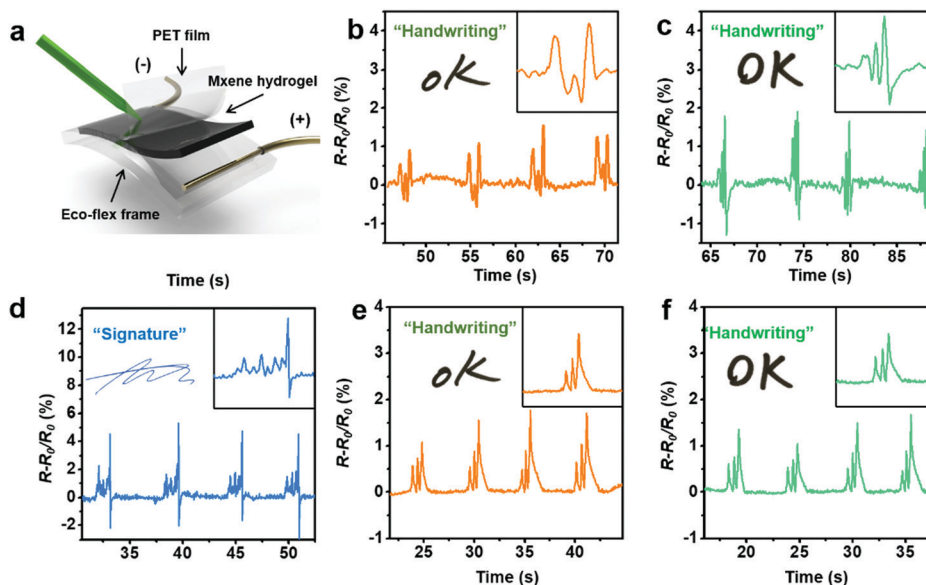 a
PET film
(-)
Mxene hydrogel
(+)
Eco-flex frame
b
"Handwriting"
oK
R-R0/R0 (%)
4
3
2
1
0
-1
50 55 60 65 70
Time (s)
c
"Handwriting"
OK
R-R0/R0 (%)
4
3
2
1
0
-1
65 70 75 80 85
Time (s)
Time (s)
d
"Signature"
R-R0/R0 (%)
12
10
8
6
4
2
0
-2
35 40 45 50
Time (s)
e
"Handwriting"
oK
R-R0/R0 (%)
4
3
2
1
0
-1
25 30 35 40
Time (s)
f
"Handwriting"
OK
R-R0/R0 (%)
4
3
2
1
0
-1
20 25 30 35
Time (s)